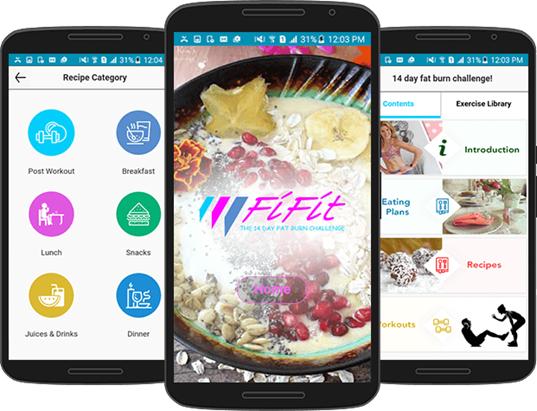 31% 12:04
Recipe Category
Post Workout
Breakfast
Lunch
Snacks
Juices & Drinks
Dinner
31% 12:03 PM
FiFit
THE 14 DAY FAT BURN CHALLENGE
Home
31% 12:03 PM
14 day fat burn challenge!
Contents
Exercise Library
Introduction
Eating
Plans
Recipes
Workouts